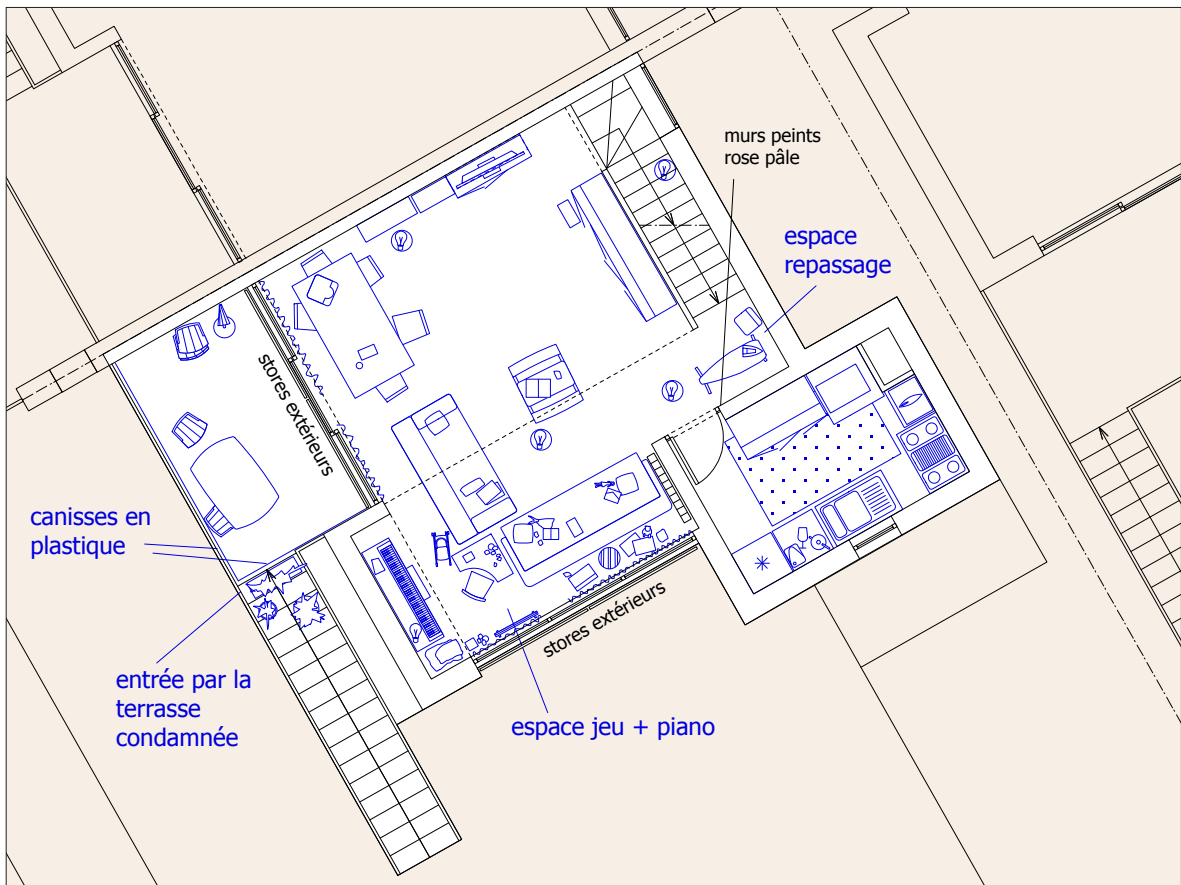 murs peints
rose pâle
espace
repassage
stores extérieurs
canisses en
plastique
stores extérieurs
entrée par la
terrasse
condamnée
espace jeu + piano